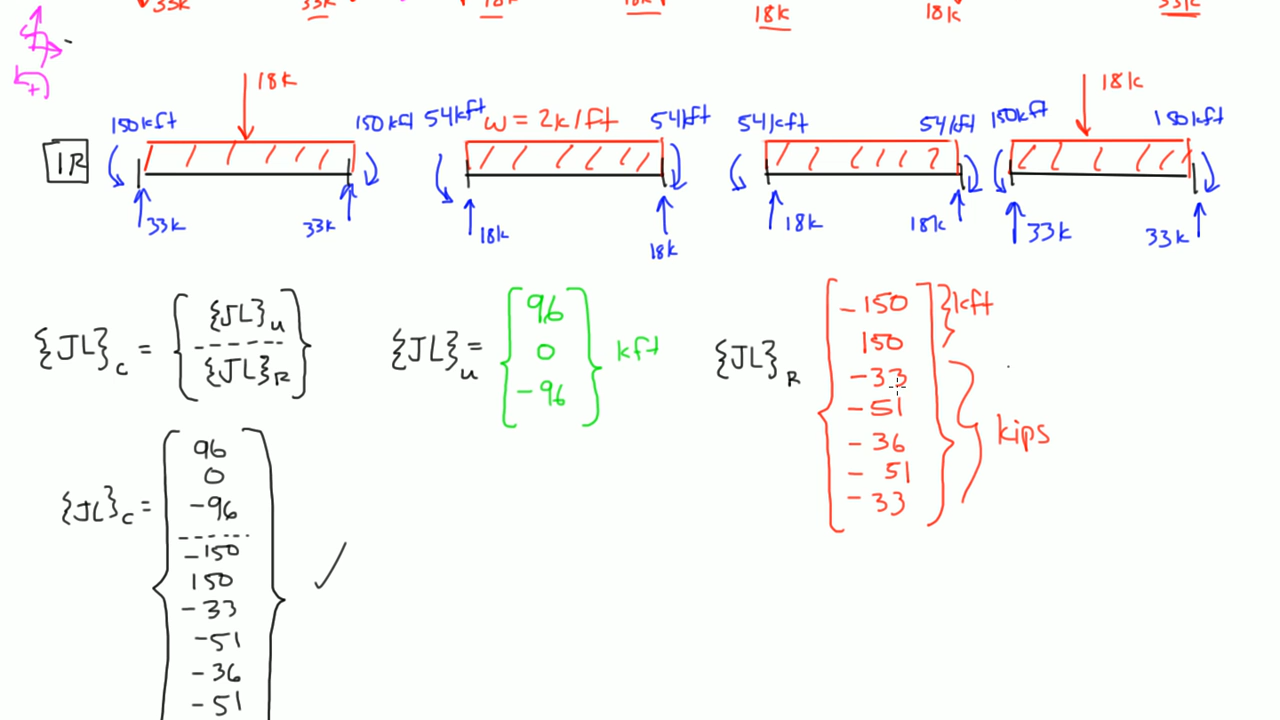 33k 33k 18k 18k 18k 18k 33k
18k 18k
150kft 150kft 54kft w = 2k/ft 54kft 54kft 54kft 150kft 150kft
1R
33k 33k 18k 18k 18k 18k 33k 33k
{JL}c = { {JL}u / {JL}R }
{JL}u = { 96 0 -96 } kft
{JL}R { -150 150 -33 -51 -36 -51 -33 } kft kips
{JL}c = { 96
0
-96
-150
150
-33
-51
-36
-51